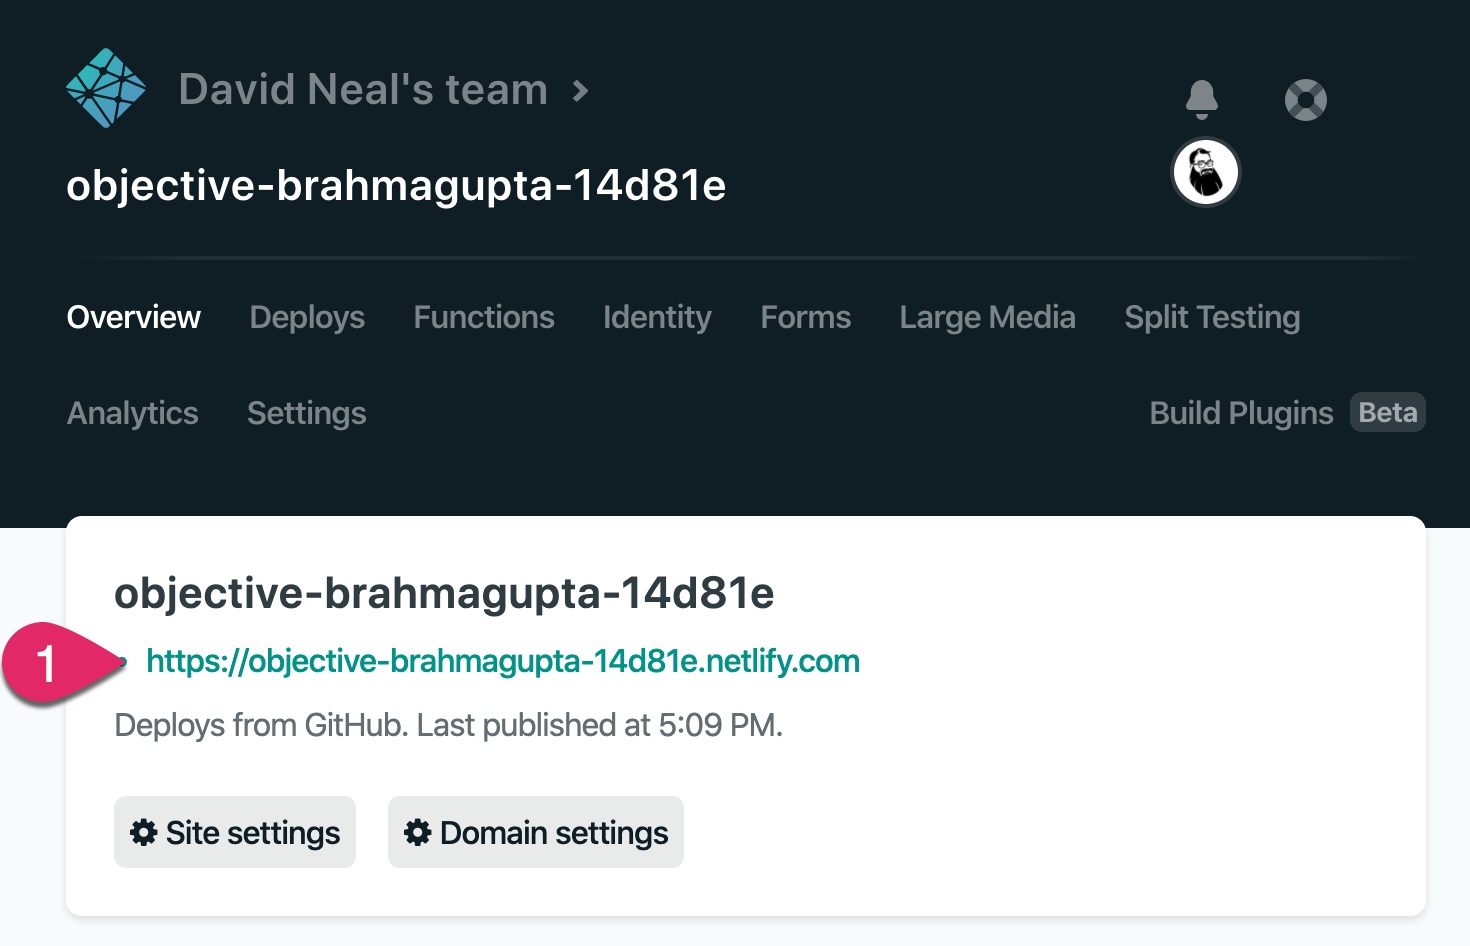 David Neal's team
objective-brahmagupta-14d81e
Overview Deploys Functions Identity Forms Large Media Split Testing
Analytics Settings Build Plugins Beta
objective-brahmagupta-14d81e
1 https://objective-brahmagupta-14d81e.netlify.com
Deploys from GitHub. Last published at 5:09 PM.
Site settings Domain settings